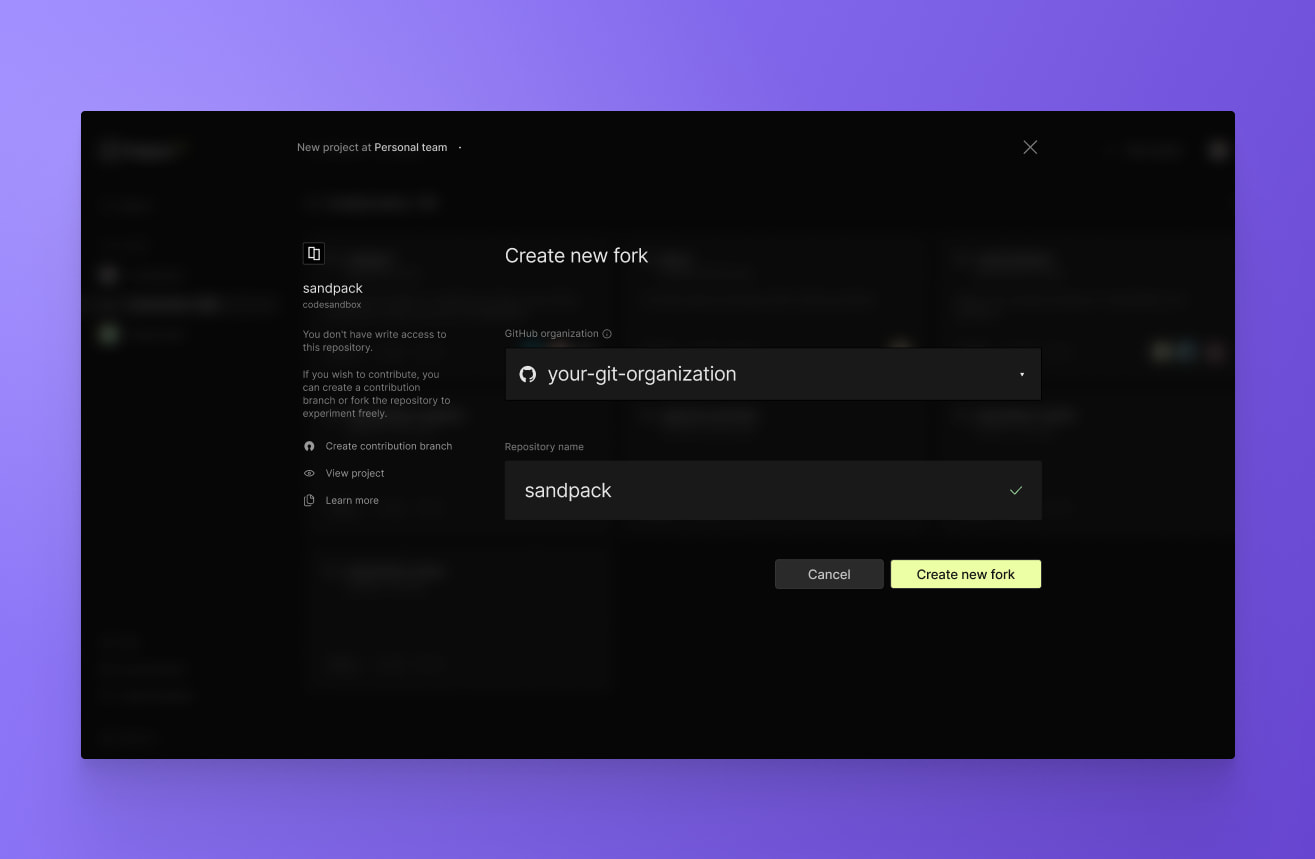 New project at Personal team
sandpack
codesandbox
You don't have write access to
this repository.
If you wish to contribute, you
can create a contribution
branch or fork the repository to
experiment freely.
Create contribution branch
View project
Learn more
Create new fork
GitHub organization
your-git-organization
Repository name
sandpack
Cancel
Create new fork